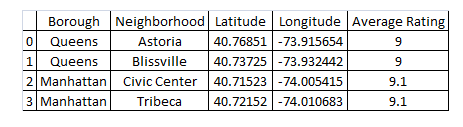 Borough Neighborhood Latitude Longitude Average Rating
0 Queens Astoria 40.76851 -73.915654 9
1 Queens Blissville 40.73725 -73.932442 9
2 Manhattan Civic Center 40.71523 -74.005415 9.1
3 Manhattan Tribeca 40.72152 -74.010683 9.1